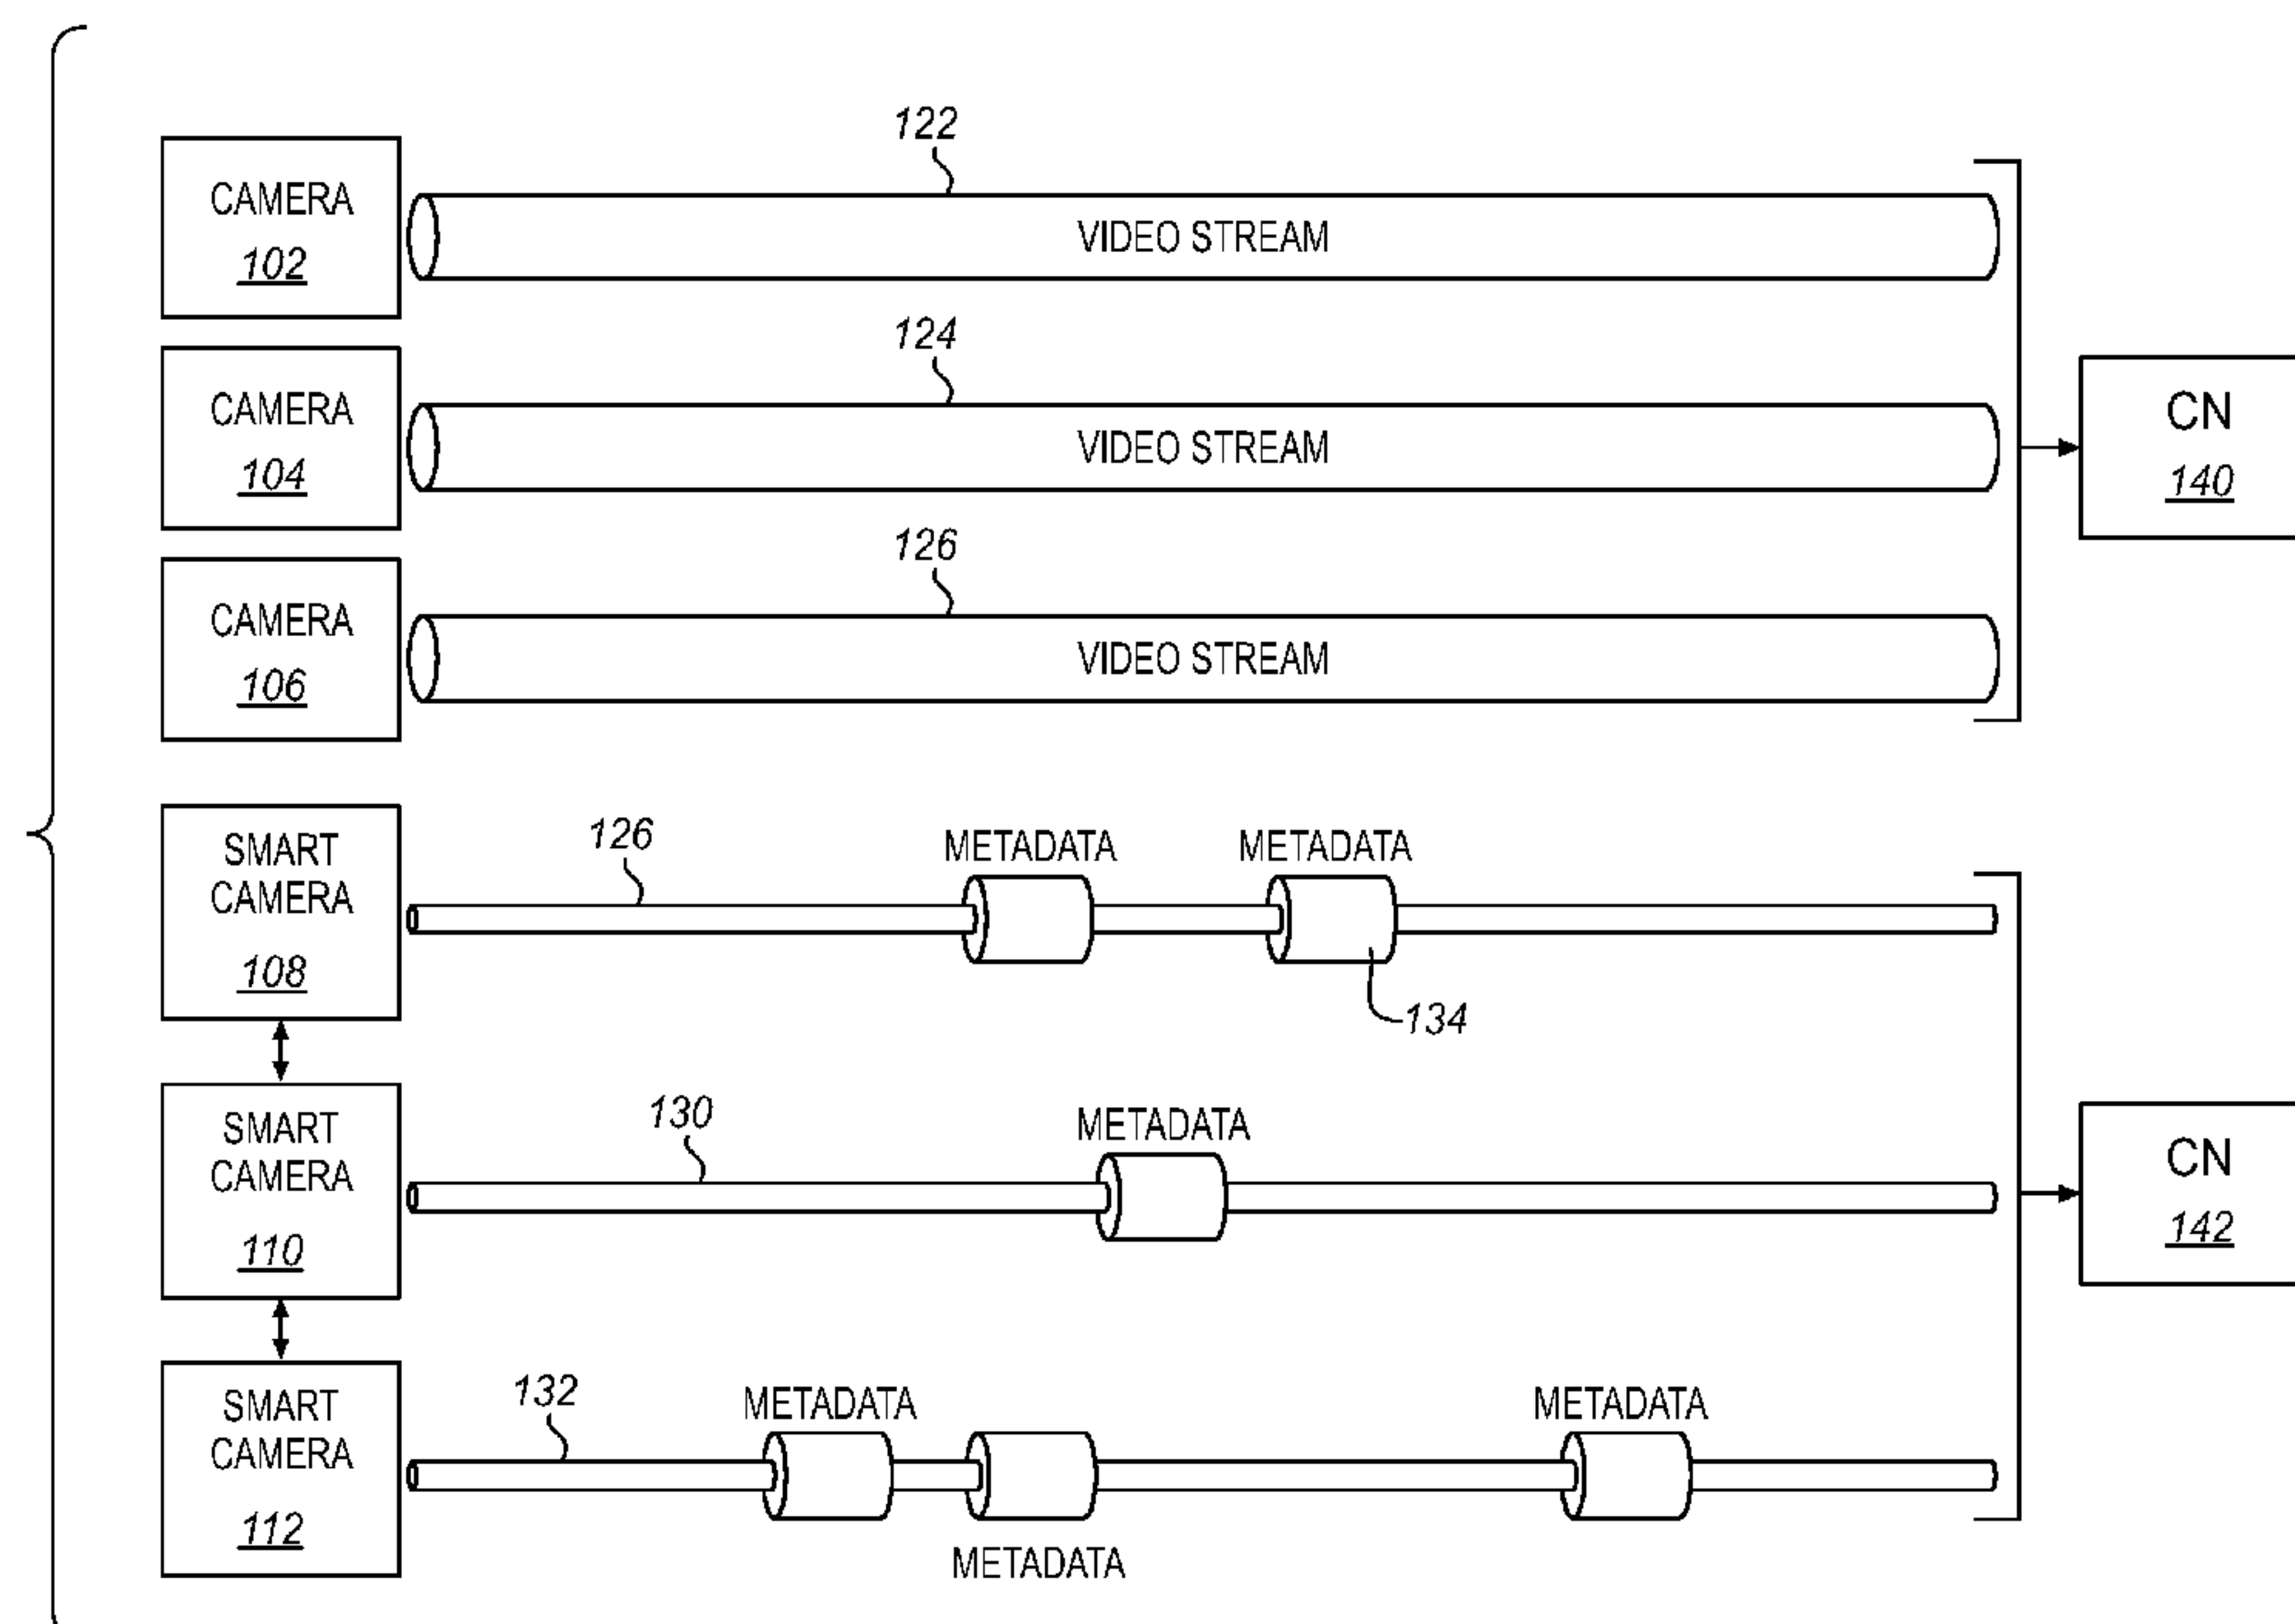 122
CAMERA
102
VIDEO STREAM
124
CAMERA
104
VIDEO STREAM
CN
140
126
CAMERA
106
VIDEO STREAM
SMART
CAMERA
108
126
METADATA
METADATA
134
SMART
CAMERA
110
130
METADATA
CN
142
SMART
CAMERA
112
132
METADATA
METADATA
METADATA